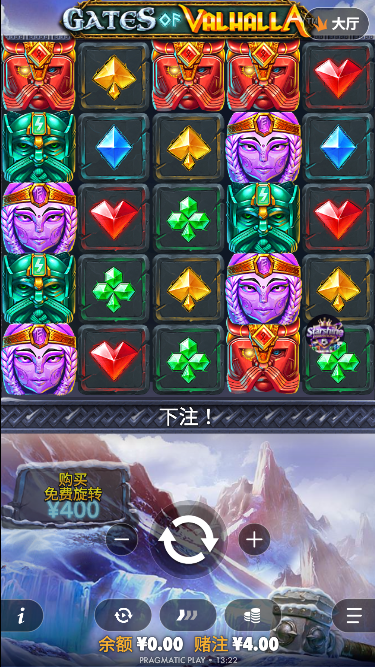 GATES OF VALHALLA
大厅
Starshine
下注！
购买
免费旋转
¥400
余额 ¥0.00 赌注 ¥4.00
PRAGMATIC PLAY • 13:22